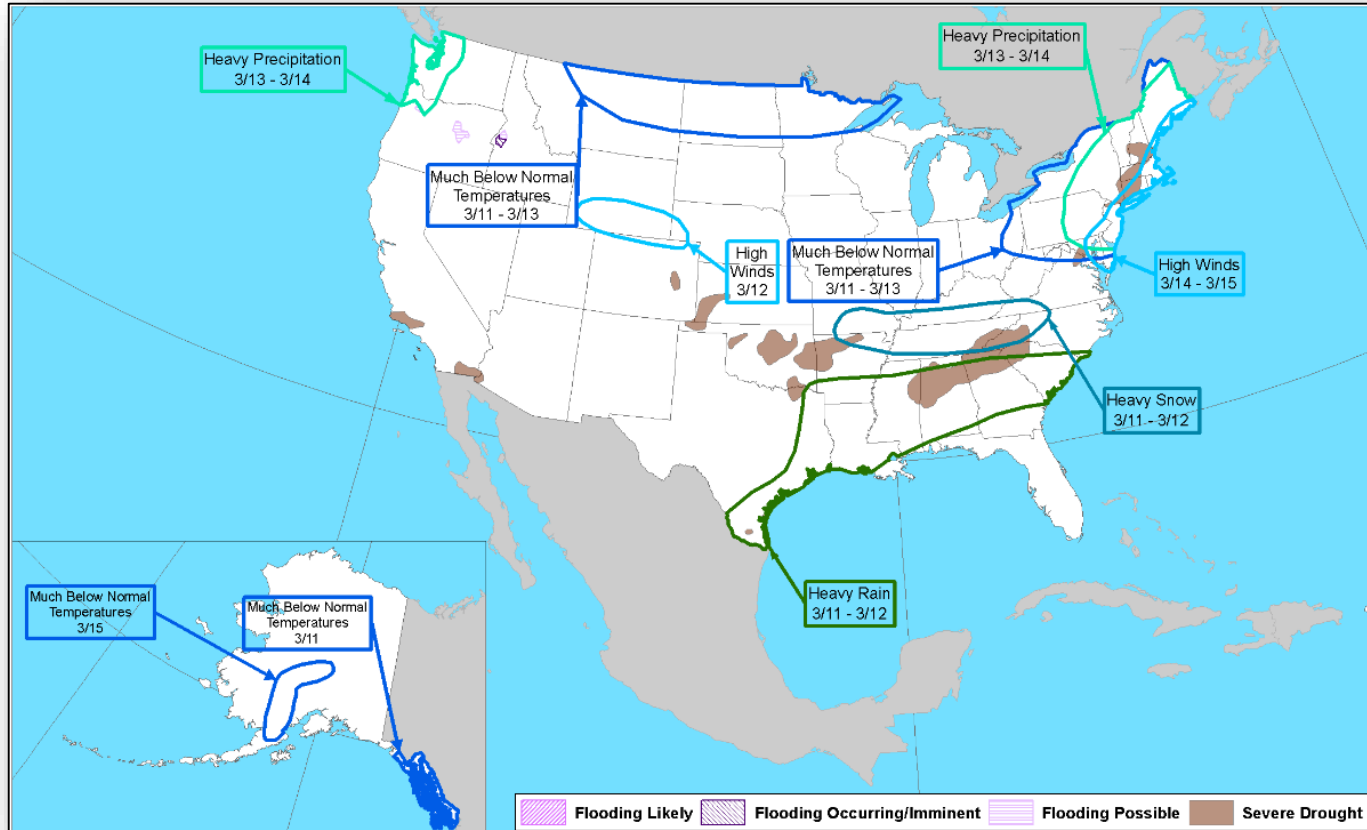 Heavy Precipitation
3/13 - 3/14
Heavy Precipitation
3/13 - 3/14
Much Below Normal
Temperatures
3/11 - 3/13
High
Winds
3/12
Much Below Normal
Temperatures
3/11 - 3/13
High Winds
3/14 - 3/15
Heavy Snow
3/11 - 3/12
Heavy Rain
3/11 - 3/12
Much Below Normal
Temperatures
3/15
Much Below Normal
Temperatures
3/11
Flooding Likely
Flooding Occurring/Imminent
Flooding Possible
Severe Drought